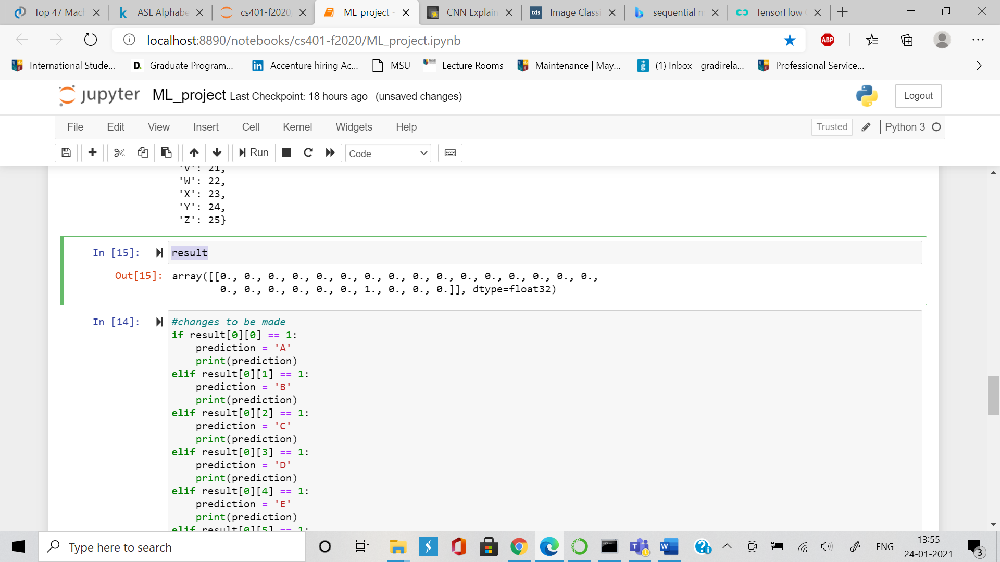 Top 47 Mach
ASL Alphabe
cs401-f2020/
ML_project -
CNN Explain
tds Image Classi
sequential m
TensorFlow
localhost:8890/notebooks/cs401-f2020/ML_project.ipynb
ABP
International Stude...
D. Graduate Program...
in Accenture hiring Ac...
MSU
Lecture Rooms
Maintenance | May...
(1) Inbox - gradirela...
Professional Service...
jupyter ML_project Last Checkpoint: 18 hours ago (unsaved changes)
Logout
File Edit View Insert Cell Kernel Widgets Help
Trusted Python 3
Run Code
'V': 21,
'W': 22,
'X': 23,
'Y': 24,
'Z': 25}
In [15]: result
Out[15]: array([[0., 0., 0., 0., 0., 0., 0., 0., 0., 0., 0., 0., 0., 0., 0., 0.,
0., 0., 0., 0., 0., 0., 1., 0., 0., 0.]], dtype=float32)
In [14]: #changes to be made
if result[0][0] == 1:
prediction = 'A'
print(prediction)
elif result[0][1] == 1:
prediction = 'B'
print(prediction)
elif result[0][2] == 1:
prediction = 'C'
print(prediction)
elif result[0][3] == 1:
prediction = 'D'
print(prediction)
elif result[0][4] == 1:
prediction = 'E'
print(prediction)
elif result[0][5] == 1:
Type here to search
ENG
13:55
24-01-2021
3